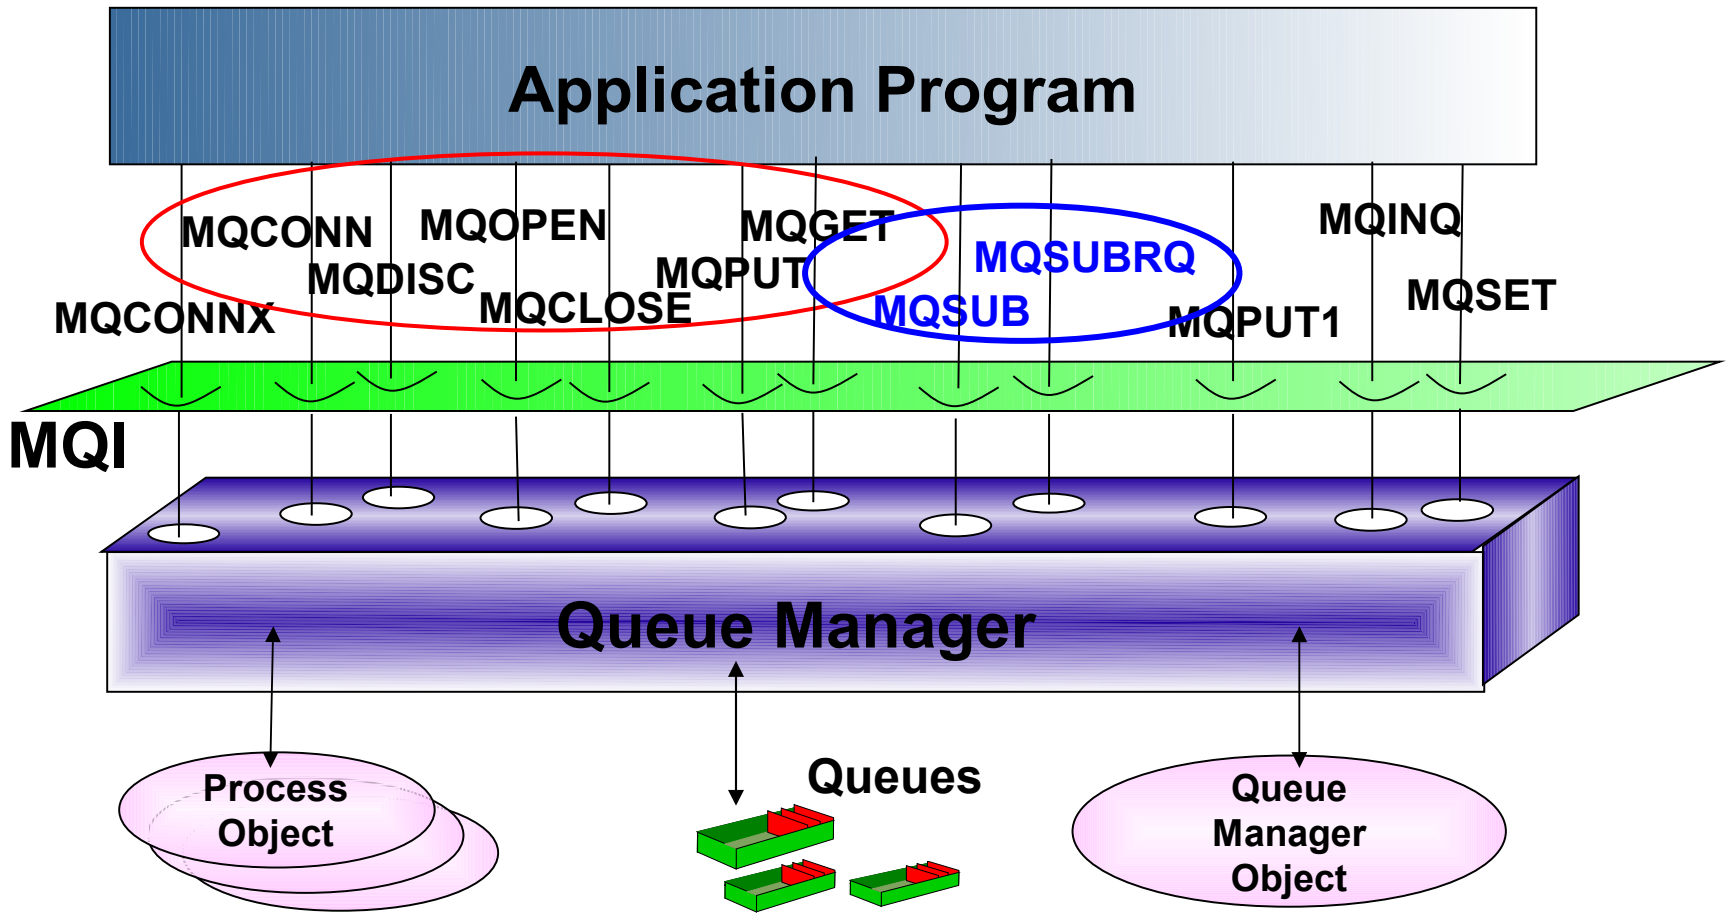 Application Program
MQCONN
MQOPEN
MQGET
MQINQ
MQDISC
MQPUT
MQSUBRQ
MQCONNX
MQCLOSE
MQSUB
MQPUT1
MQSET
MQI
Queue Manager
Process
Object
Queues
Queue
Manager
Object